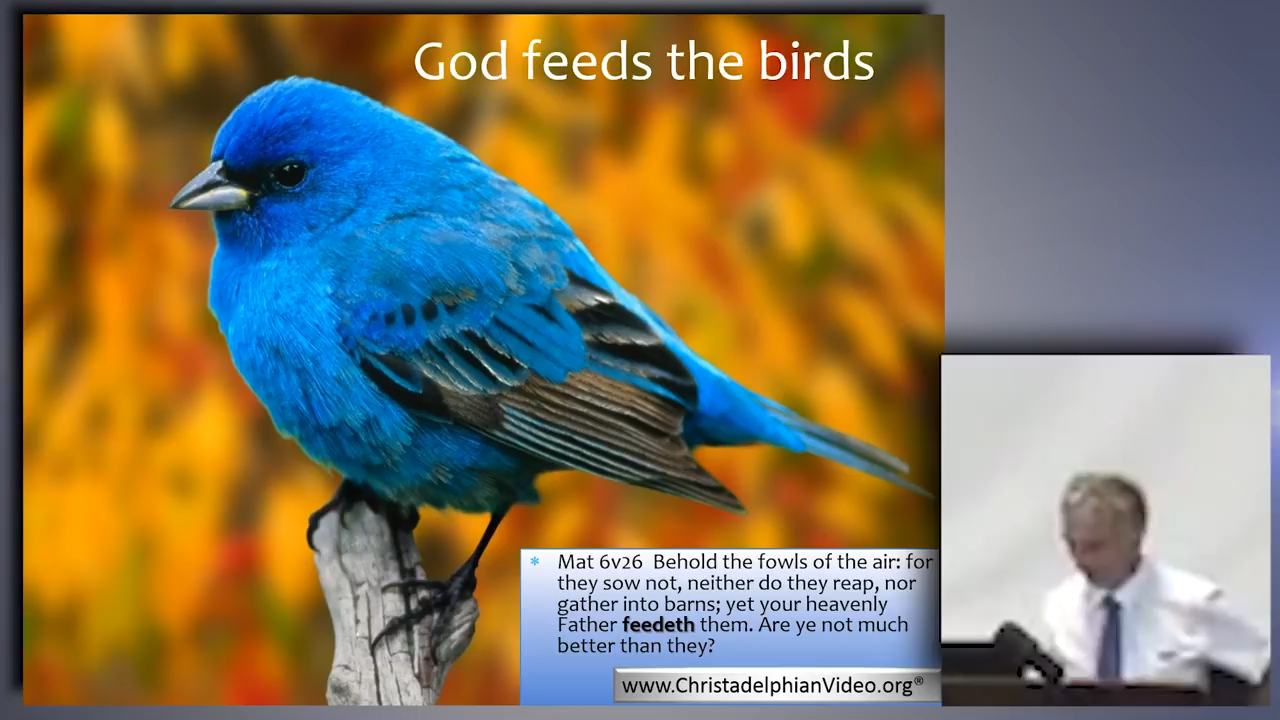 God feeds the birds
* Mat 6v26 Behold the fowls of the air: for
they sow not, neither do they reap, nor
gather into barns; yet your heavenly
Father feedeth them. Are ye not much
better than they?
www.ChristadelphianVideo.org®